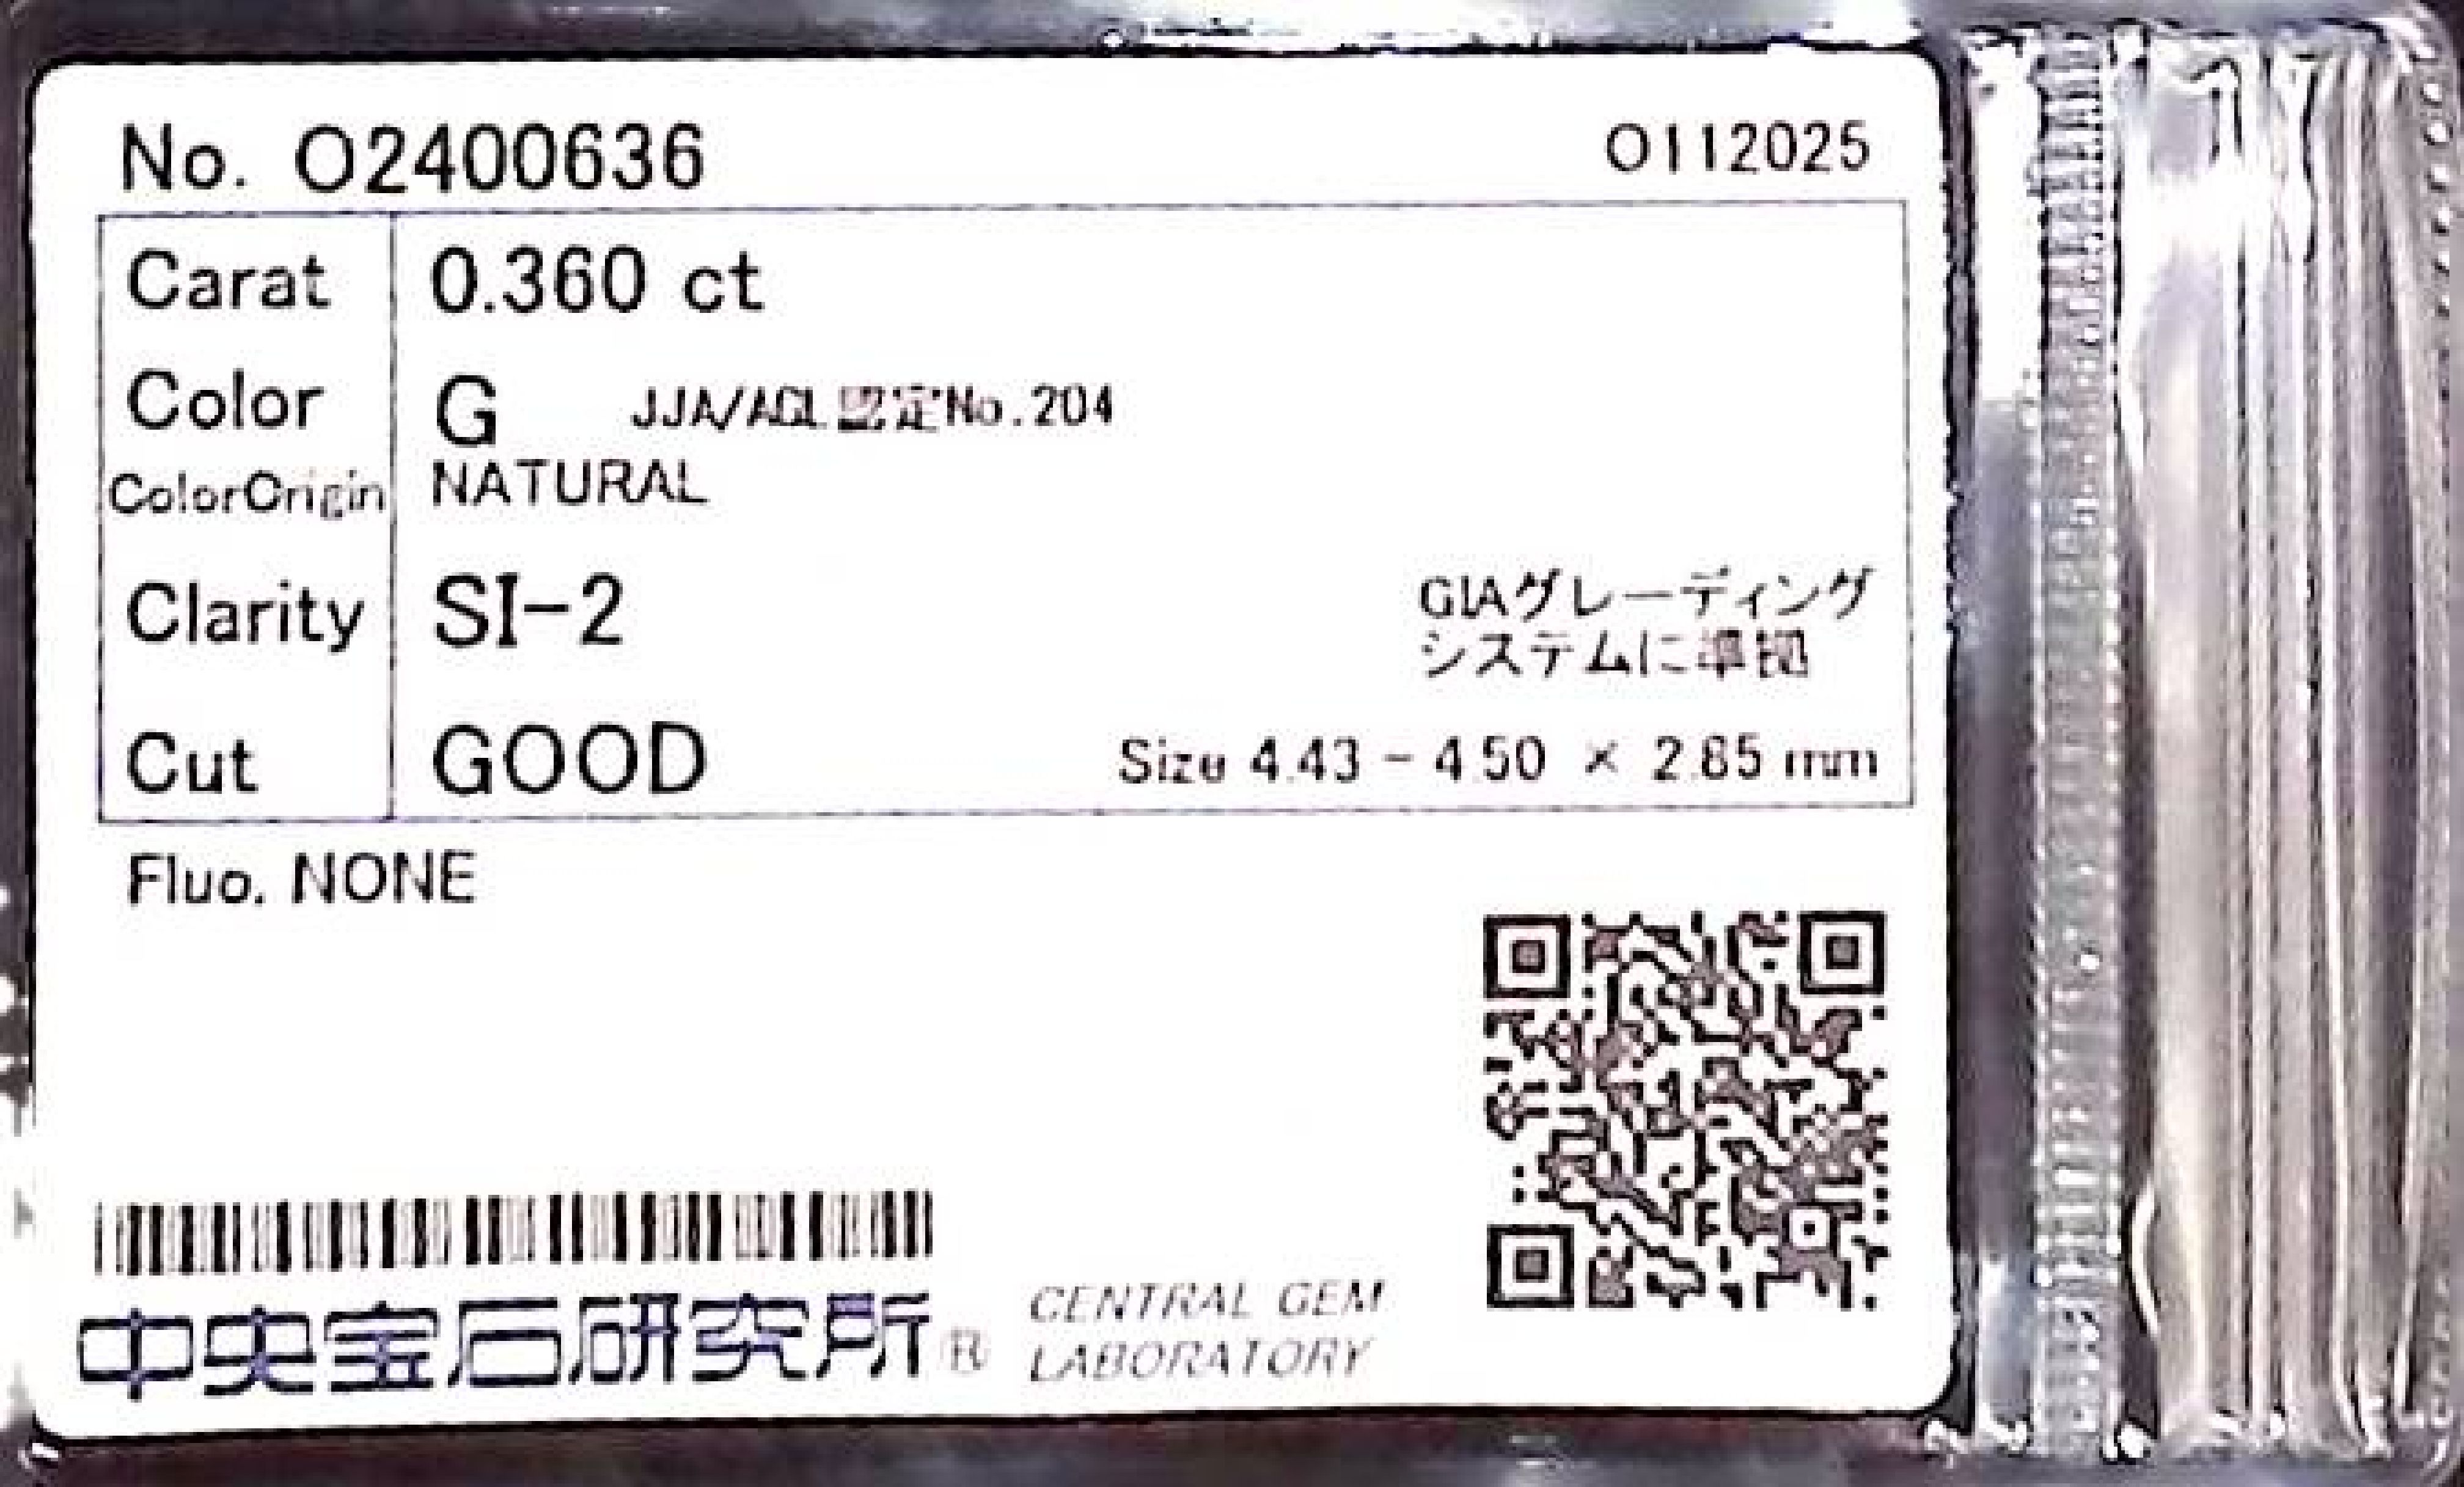 No. O2400636
O112025
Carat 0.360 ct
Color G JJA/AGL認定No.204
ColorOrigin NATURAL
Clarity SI-2
GIAグレーディング
システムに準拠
Cut GOOD
Size 4.43 - 4.50 × 2.85 mm
Fluo. NONE
中央宝石研究所®
CENTRAL GEM
LABORATORY